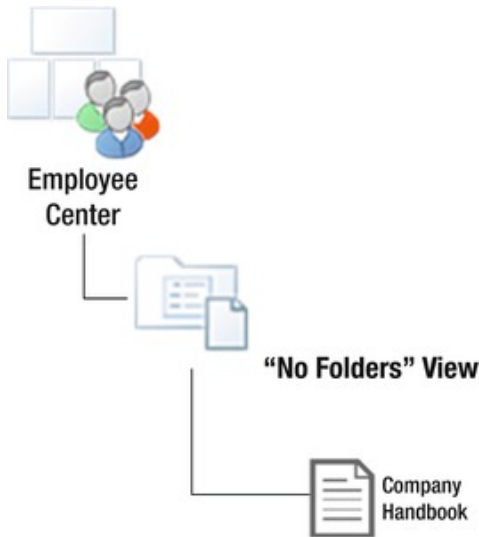 Employee
Center
“No Folders” View
Company
Handbook